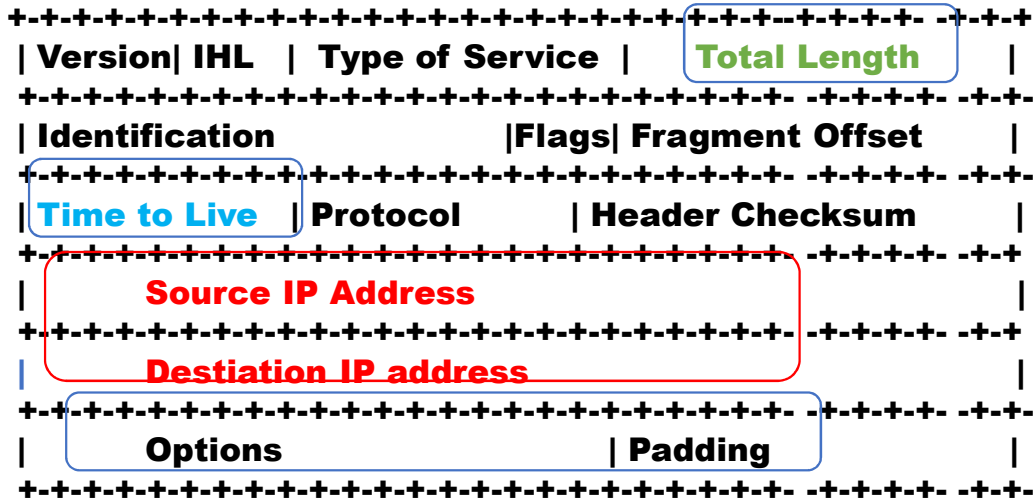 +-+-+-+-+-+-+-+-+-+-+-+-+-+-+-+-+-+-+-+-+-+-+-+--+-+-+-+- -+-+-+
| Version| IHL | Type of Service | Total Length |
+-+-+-+-+-+-+-+-+-+-+-+-+-+-+-+-+-+-+-+-+-+-+-+- -+-+-+-+- -+-+-
| Identification |Flags| Fragment Offset |
+-+-+-+-+-+-+-+-+-+-+-+-+-+-+-+-+-+-+-+-+-+-+-+- -+-+-+-+- -+-+-
| Time to Live | Protocol | Header Checksum |
+-+-+-+-+-+-+-+-+-+-+-+-+-+-+-+-+-+-+-+-+-+-+-+- -+-+-+-+- -+-+
| Source IP Address |
+-+-+-+-+-+-+-+-+-+-+-+-+-+-+-+-+-+-+-+-+-+-+-+- -+-+-+-+- -+-+
| Destiation IP address |
+-+-+-+-+-+-+-+-+-+-+-+-+-+-+-+-+-+-+-+-+-+-+-+- -+-+-+-+- -+-+-
| Options | Padding |
+-+-+-+-+-+-+-+-+-+-+-+-+-+-+-+-+-+-+-+-+-+-+-+- -+-+-+-+- -+-+-